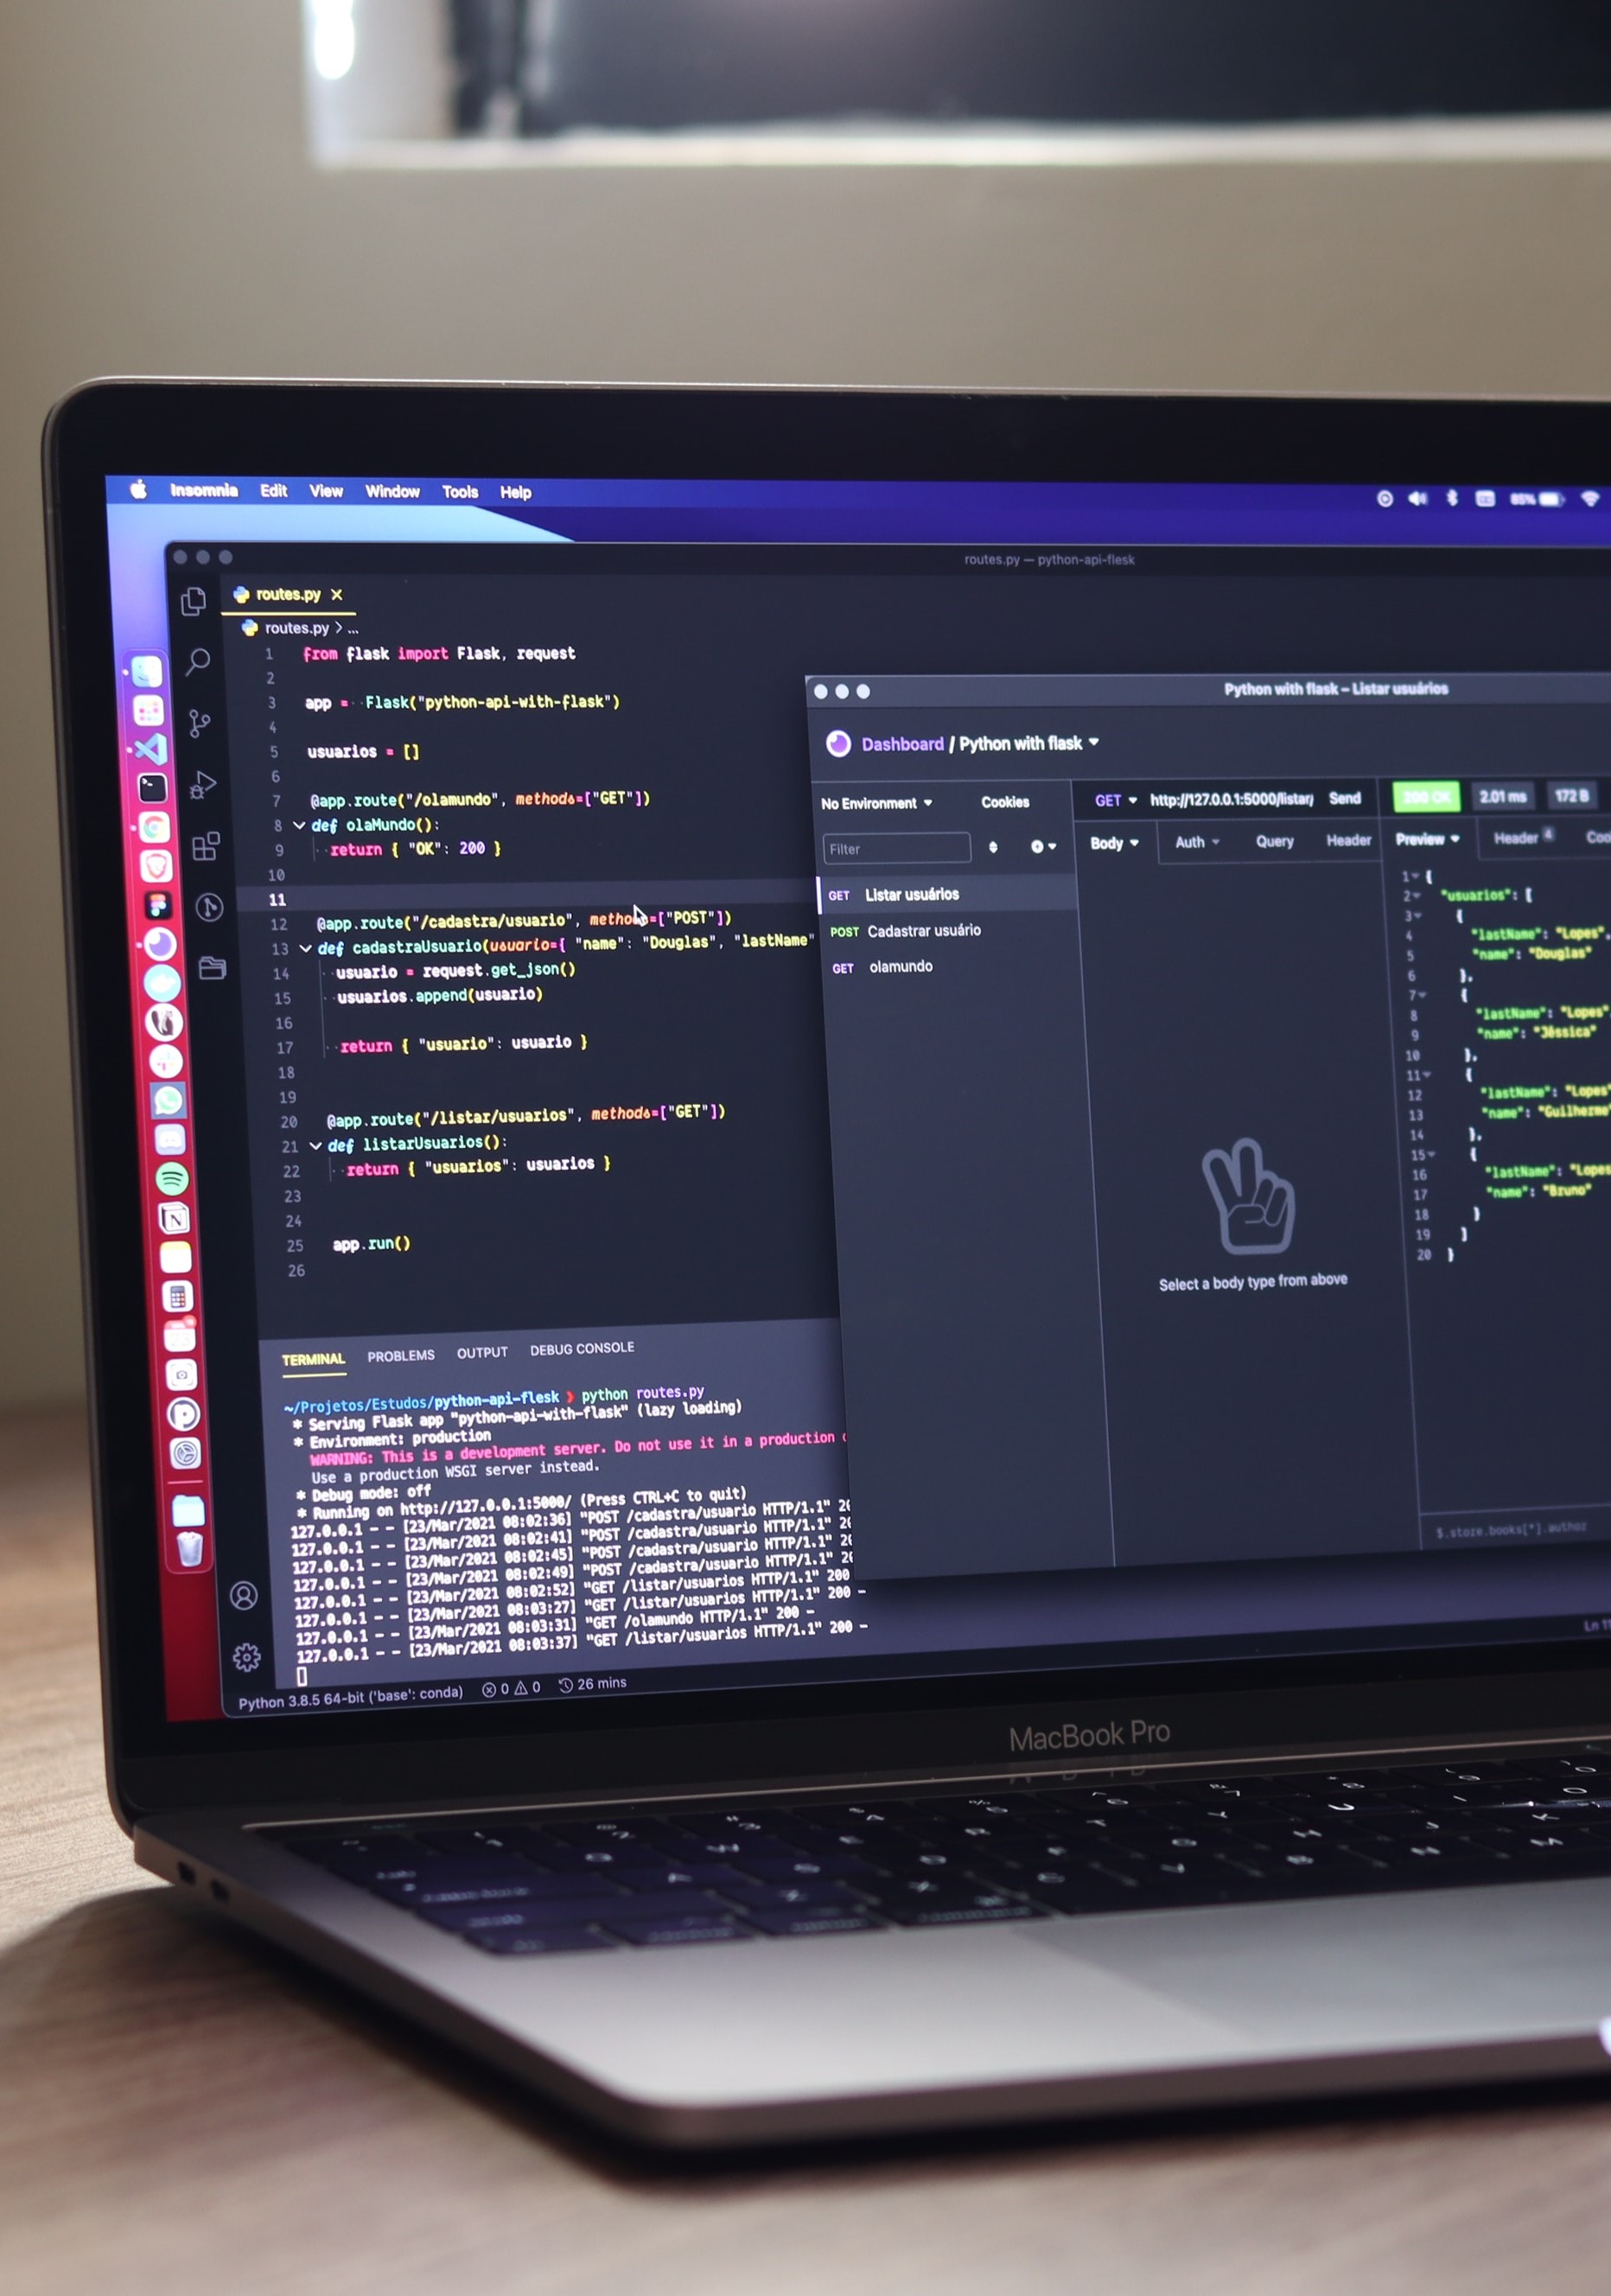 Insomnia Edit View Window Tools Help
85%
routes.py — python-api-flesk
routes.py
routes.py > ...
1 from flask import Flask, request
2
3 app = Flask("python-api-with-flask")
4
5 usuarios = []
6
7 @app.route("/olamundo", methods=["GET"])
8 def olaMundo():
9 return { "OK": 200 }
10
11
12 @app.route("/cadastra/usuario", methods=["POST"])
13 def cadastraUsuario(usuario={ "name": "Douglas", "lastName"
14 usuario = request.get_json()
15 usuarios.append(usuario)
16
17 return { "usuario": usuario }
18
19
20 @app.route("/listar/usuarios", methods=["GET"])
21 def listarUsuarios():
22 return { "usuarios": usuarios }
23
24
25 app.run()
26
TERMINAL PROBLEMS OUTPUT DEBUG CONSOLE
~/Projetos/Estudos/python-api-flesk ❯ python routes.py
* Serving Flask app "python-api-with-flask" (lazy loading)
* Environment: production
WARNING: This is a development server. Do not use it in a production
Use a production WSGI server instead.
* Debug mode: off
* Running on http://127.0.0.1:5000/ (Press CTRL+C to quit)
127.0.0.1 - - [23/Mar/2021 08:02:36] "POST /cadastra/usuario HTTP/1.1" 20
127.0.0.1 - - [23/Mar/2021 08:02:41] "POST /cadastra/usuario HTTP/1.1" 20
127.0.0.1 - - [23/Mar/2021 08:02:45] "POST /cadastra/usuario HTTP/1.1" 20
127.0.0.1 - - [23/Mar/2021 08:02:49] "POST /cadastra/usuario HTTP/1.1" 20
127.0.0.1 - - [23/Mar/2021 08:02:52] "GET /listar/usuarios HTTP/1.1" 200
127.0.0.1 - - [23/Mar/2021 08:03:27] "GET /listar/usuarios HTTP/1.1" 200 -
127.0.0.1 - - [23/Mar/2021 08:03:31] "GET /olamundo HTTP/1.1" 200 -
127.0.0.1 - - [23/Mar/2021 08:03:37] "GET /listar/usuarios HTTP/1.1" 200 -
Python 3.8.5 64-bit ('base': conda) 0 0 26 mins
Python with flask – Listar usuários
Dashboard / Python with flask
No Environment Cookies
Filter
GET Listar usuários
POST Cadastrar usuário
GET olamundo
GET http://127.0.0.1:5000/listar/ Send
Body Auth Query Header
Select a body type from above
200 OK 2.01 ms 172 B
Preview Header 4
1 {
2 "usuarios": [
3 {
4 "lastName": "Lopes",
5 "name": "Douglas"
6 },
7 {
8 "lastName": "Lopes",
9 "name": "Jéssica"
10 },
11 {
12 "lastName": "Lopes"
13 "name": "Guilherme"
14 },
15 {
16 "lastName": "Lopes
17 "name": "Bruno"
18 }
19 ]
20 }
$.store.books[*].author
MacBook Pro